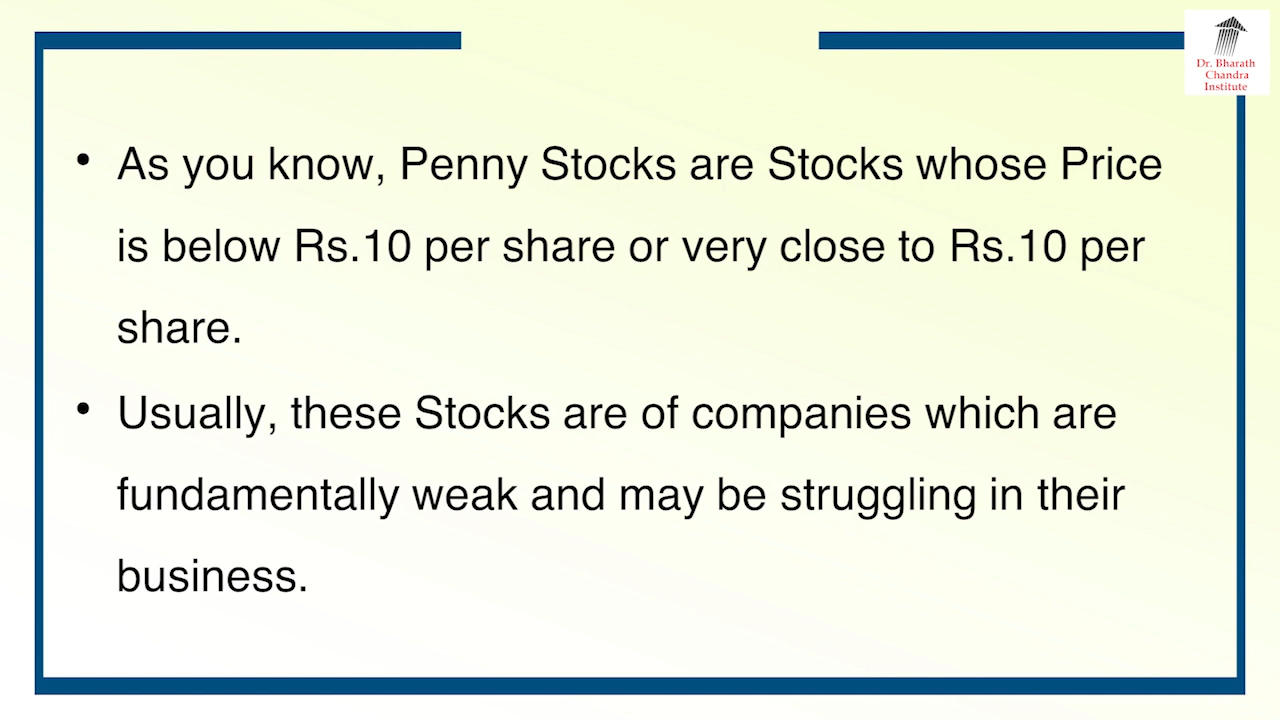 Dr. Bharath
Chandra
Institute
• As you know, Penny Stocks are Stocks whose Price
is below Rs.10 per share or very close to Rs.10 per
share.
• Usually, these Stocks are of companies which are
fundamentally weak and may be struggling in their
business.